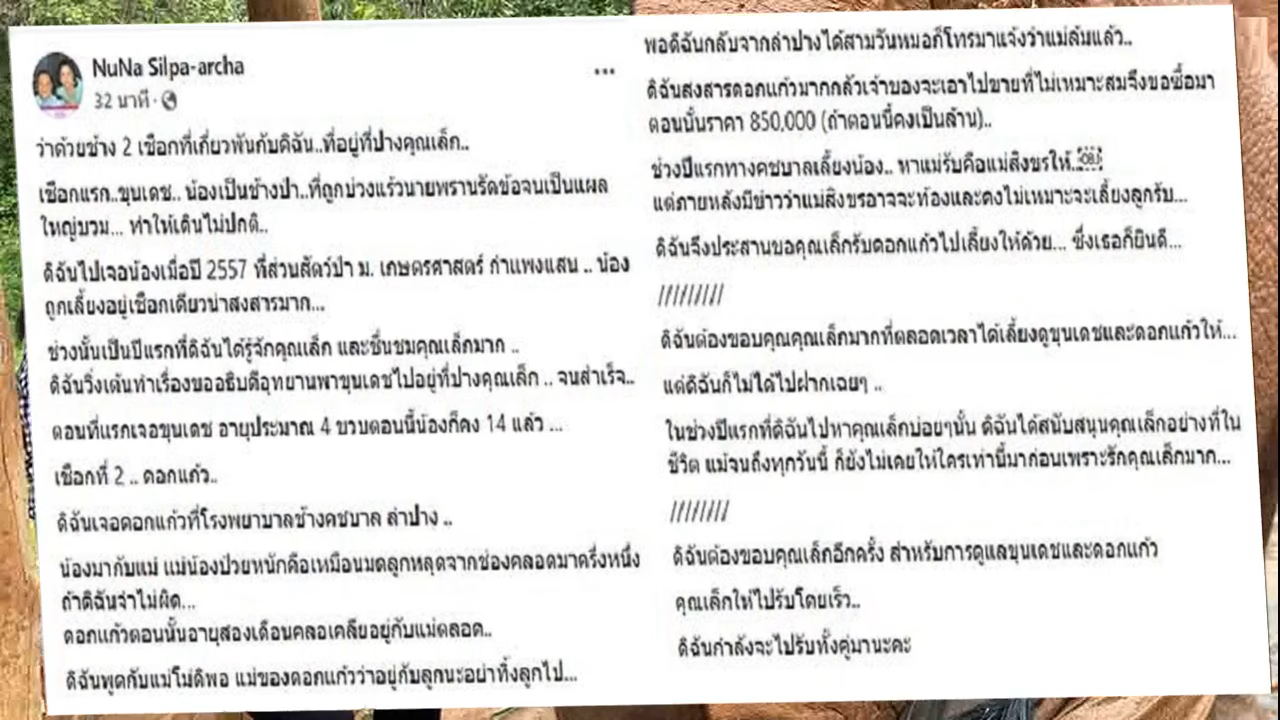 NuNa Silpa-archa
32 นาที ·
ว่าด้วยช้าง 2 เชือกที่เกี่ยวพันกับดิฉัน..ที่อยู่ที่ปางคุณเล็ก..
เชือกแรก..ขุนเดช.. น้องเป็นช้างป่า..ที่ถูกบ่วงแร้วนายพรานรัดข้อจนเป็นแผล
ใหญ่บวม... ทำให้เดินไม่ปกติ..
ดิฉันไปเจอน้องเมื่อปี 2557 ที่สวนสัตว์ป่า ม. เกษตรศาสตร์ กำแพงแสน .. น้อง
ถูกเลี้ยงอยู่เชือกเดียวน่าสงสารมาก...
ช่วงนั้นเป็นปีแรกที่ดิฉันได้รู้จักคุณเล็ก และชื่นชมคุณเล็กมาก ..
ดิฉันวิ่งเต้นทำเรื่องขออธิบดีอุทยานพาขุนเดชไปอยู่ที่ปางคุณเล็ก .. จนสำเร็จ..
ตอนที่แรกเจอขุนเดช อายุประมาณ 4 ขวบตอนนี้น้องก็คง 14 แล้ว ...
เชือกที่ 2 .. ดอกแก้ว..
ดิฉันเจอดอกแก้วที่โรงพยาบาลช้างคชบาล ลำปาง ..
น้องมากับแม่ แม่น้องป่วยหนักคือเหมือนมดลูกหลุดจากช่องคลอดมาครึ่งหนึ่ง
ถ้าดิฉันจำไม่ผิด...
ดอกแก้วตอนนั้นอายุสองเดือนคลอเคลียอยู่กับแม่ตลอด..
ดิฉันพูดกับแม่โม่ดีพอ แม่ของดอกแก้วว่าอยู่กับลูกนะอย่าทิ้งลูกไป...
พอดิฉันกลับจากลำปางได้สามวันหมอก็โทรมาแจ้งว่าแม่ล้มแล้ว..
ดิฉันสงสารดอกแก้วมากกลัวเจ้าของจะเอาไปขายที่ไม่เหมาะสมจึงขอซื้อมา
ตอนนั้นราคา 850,000 (ถ้าตอนนี้คงเป็นล้าน)..
ช่วงปีแรกทางคชบาลเลี้ยงน้อง.. หาแม่รับคือแม่สิงขรให้..
แต่ภายหลังมีข่าวว่าแม่สิงขรอาจจะท้องและคงไม่เหมาะจะเลี้ยงลูกรับ...
ดิฉันจึงประสานขอคุณเล็กรับดอกแก้วไปเลี้ยงให้ด้วย... ซึ่งเธอก็ยินดี...
/////////
ดิฉันต้องขอบคุณคุณเล็กมากที่ตลอดเวลาได้เลี้ยงดูขุนเดชและดอกแก้วให้...
แต่ดิฉันก็ไม่ได้ไปฝากเฉยๆ ..
ในช่วงปีแรกที่ดิฉันไปหาคุณเล็กบ่อยๆนั้น ดิฉันได้สนับสนุนคุณเล็กอย่างที่ใน
ชีวิต แม้จนถึงทุกวันนี้ ก็ยังไม่เคยให้ใครเท่านี้มาก่อนเพราะรักคุณเล็กมาก...
////////
ดิฉันต้องขอบคุณเล็กอีกครั้ง สำหรับการดูแลขุนเดชและดอกแก้ว
คุณเล็กให้ไปรับโดยเร็ว..
ดิฉันกำลังจะไปรับทั้งคู่มานะคะ